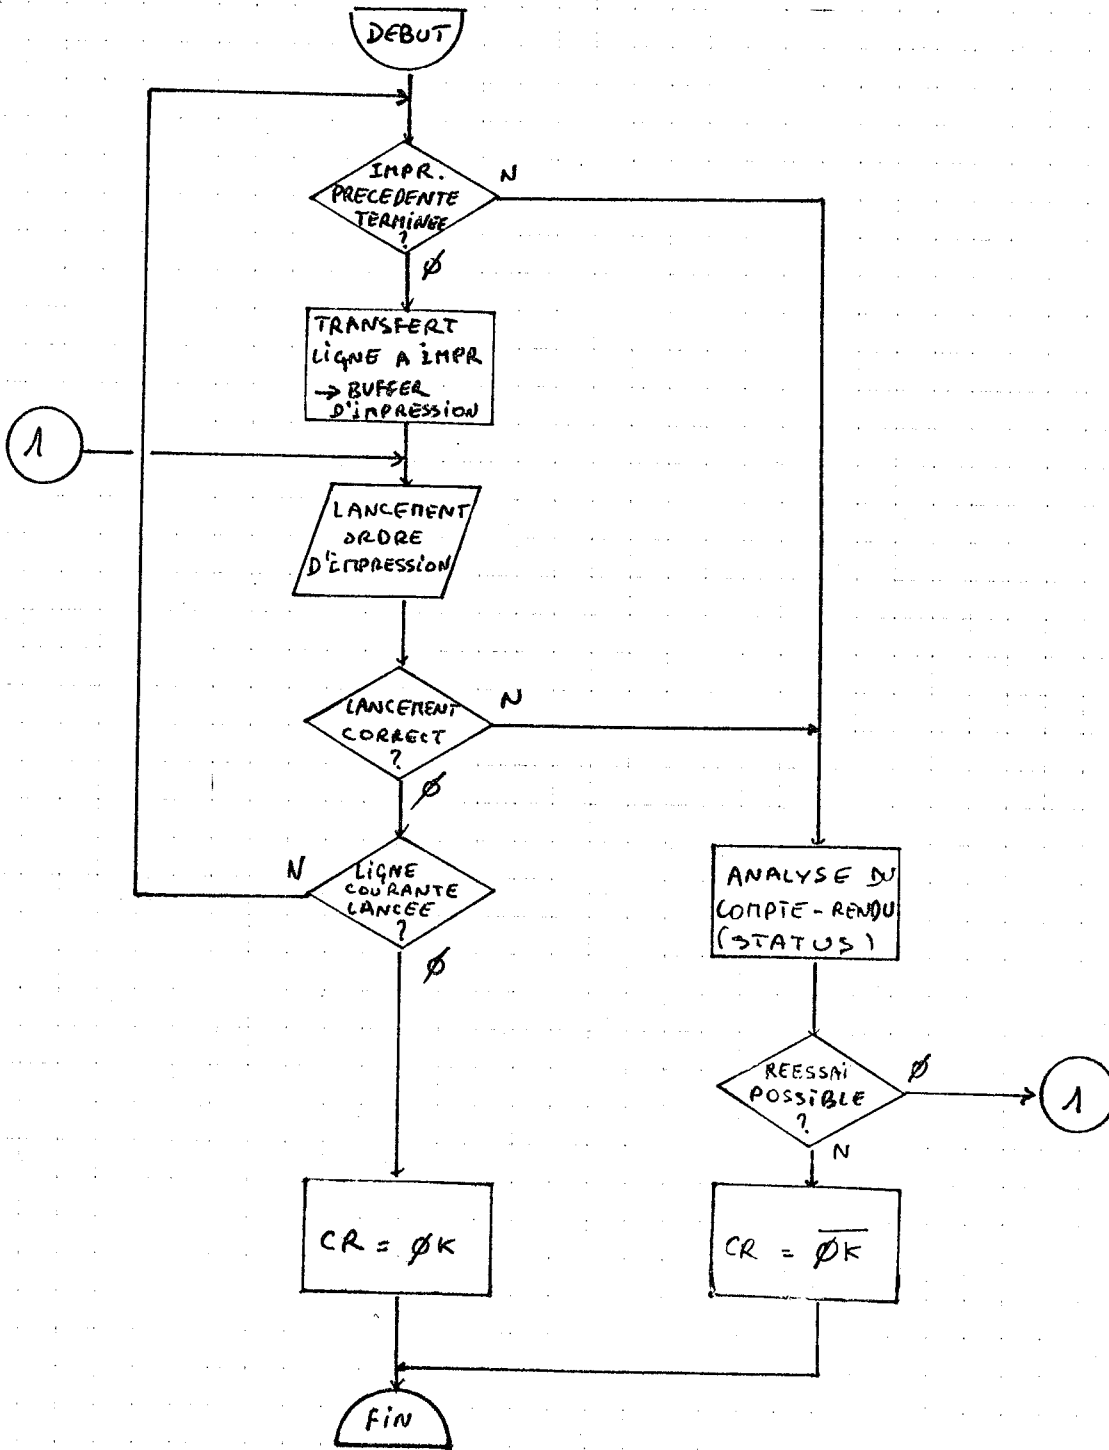 DEBUT
IMPR.
PRECEDENTE
TERMINEE
?
N
Ø
TRANSFERT
LIGNE A IMPR
→ BUFFER
D'IMPRESSION
1
LANCEMENT
ORDRE
D'IMPRESSION
LANCEMENT
CORRECT
?
N
Ø
LIGNE
COURANTE
LANCEE
?
N
Ø
ANALYSE DU
COMPTE-RENDU
(STATUS)
REESSAI
POSSIBLE
?
Ø
1
N
CR = ØK
CR = Ø̅K̅
FIN